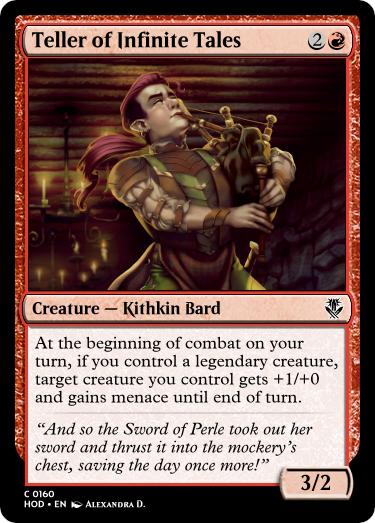 Teller of Infinite Tales 2
Creature — Kithkin Bard
At the beginning of combat on your
turn, if you control a legendary creature,
target creature you control gets +1/+0
and gains menace until end of turn.
“And so the Sword of Perle took out her
sword and thrust it into the mockery’s
chest, saving the day once more!”
3/2
C 0160
HOD • EN Alexandra D.